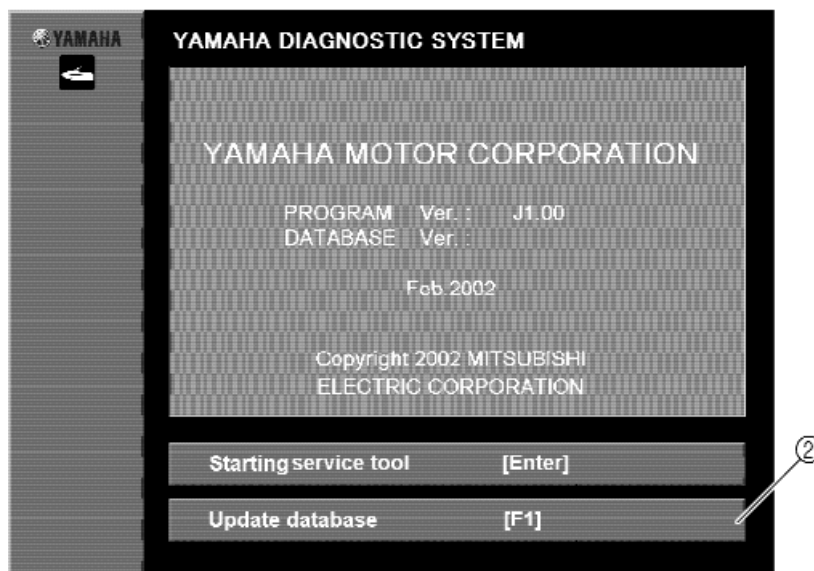 YAMAHA
YAMAHA DIAGNOSTIC SYSTEM
YAMAHA MOTOR CORPORATION
PROGRAM Ver. : J1.00
DATABASE Ver. :
Feb.2002
Copyright 2002 MITSUBISHI
ELECTRIC CORPORATION
Starting service tool [Enter]
Update database [F1]
②